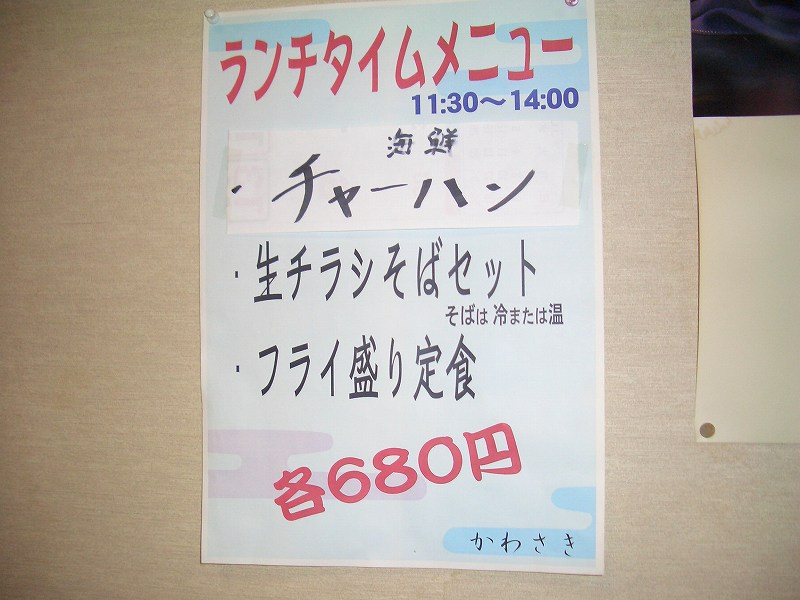 ランチタイムメニュー
11:30～14:00
海鮮
・チャーハン
・生チラシそばセット
そばは 冷または温
・フライ盛り定食
各680円
かわさき